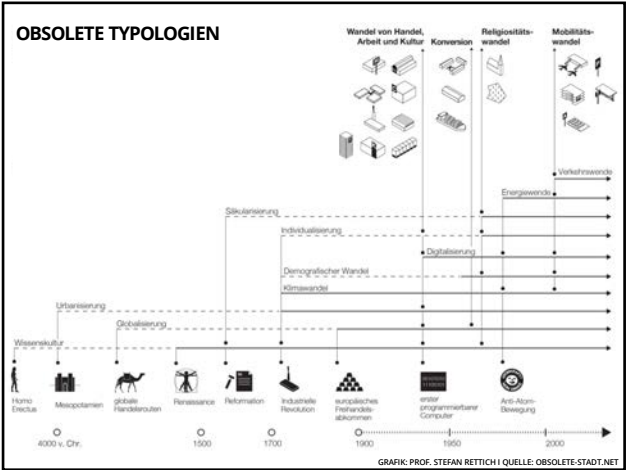 OBSOLETE TYPOLOGIEN
Wandel von Handel,
Arbeit und Kultur
Konversion
Religiositäts-
wandel
Mobilitäts-
wandel
Verkehrswende
Energiewende
Säkularisierung
Individualisierung
Digitalisierung
Demografischer Wandel
Klimawandel
Urbanisierung
Globalisierung
Wissenskultur
Homo
Erectus
Mesopotamien
globale
Handelsrouten
Renaissance
Reformation
Industrielle
Revolution
europäisches
Freihandels-
abkommen
erster
programmierbarer
Computer
Anti-Atom-
Bewegung
4000 v. Chr.
1500
1700
1900
1950
2000
GRAFIK: PROF. STEFAN RETTICH I QUELLE: OBSOLETE-STADT.NET